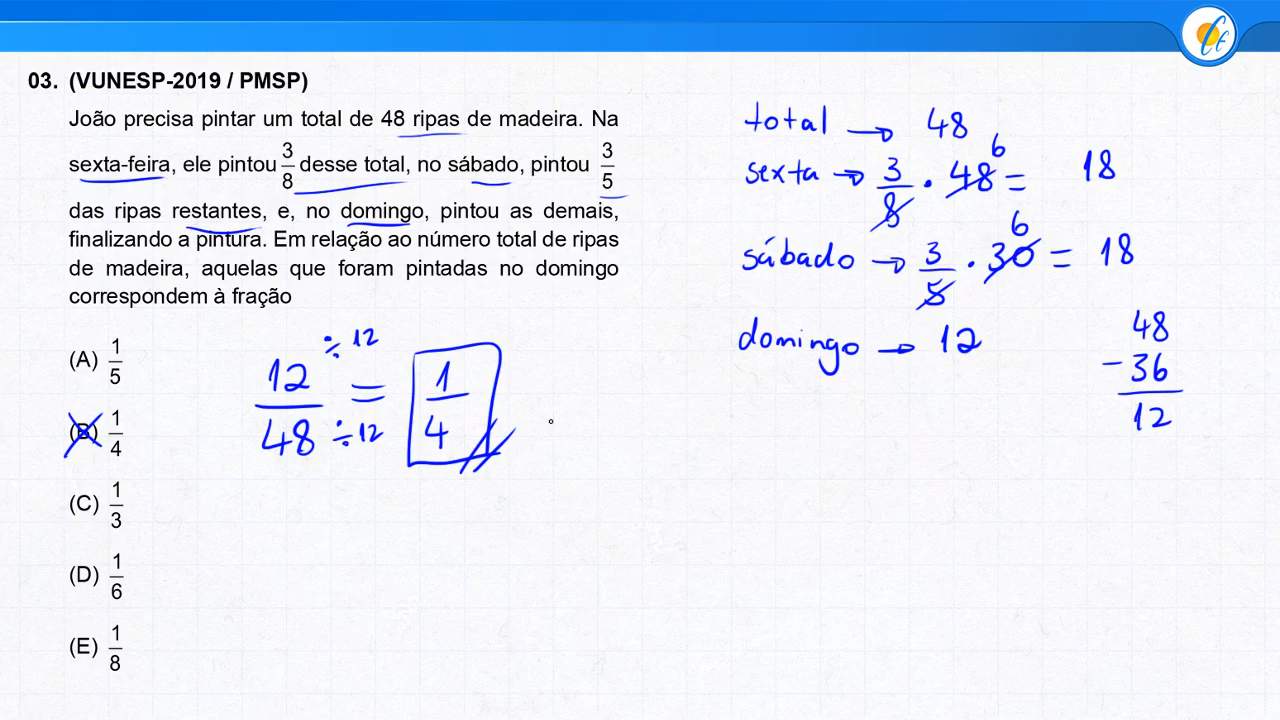 03. (VUNESP-2019 / PMSP)
João precisa pintar um total de 48 ripas de madeira. Na
sexta-feira, ele pintou 3/8 desse total, no sábado, pintou 3/5
das ripas restantes, e, no domingo, pintou as demais,
finalizando a pintura. Em relação ao número total de ripas
de madeira, aquelas que foram pintadas no domingo
correspondem à fração
(A) 1/5
(B) 1/4
(C) 1/3
(D) 1/6
(E) 1/8
12/48 ÷12 ÷12 = 1/4
total → 48
sexta → 3/8 · 48 = 18
6
sábado → 3/5 · 30 = 18
6
domingo → 12
48
- 36
12